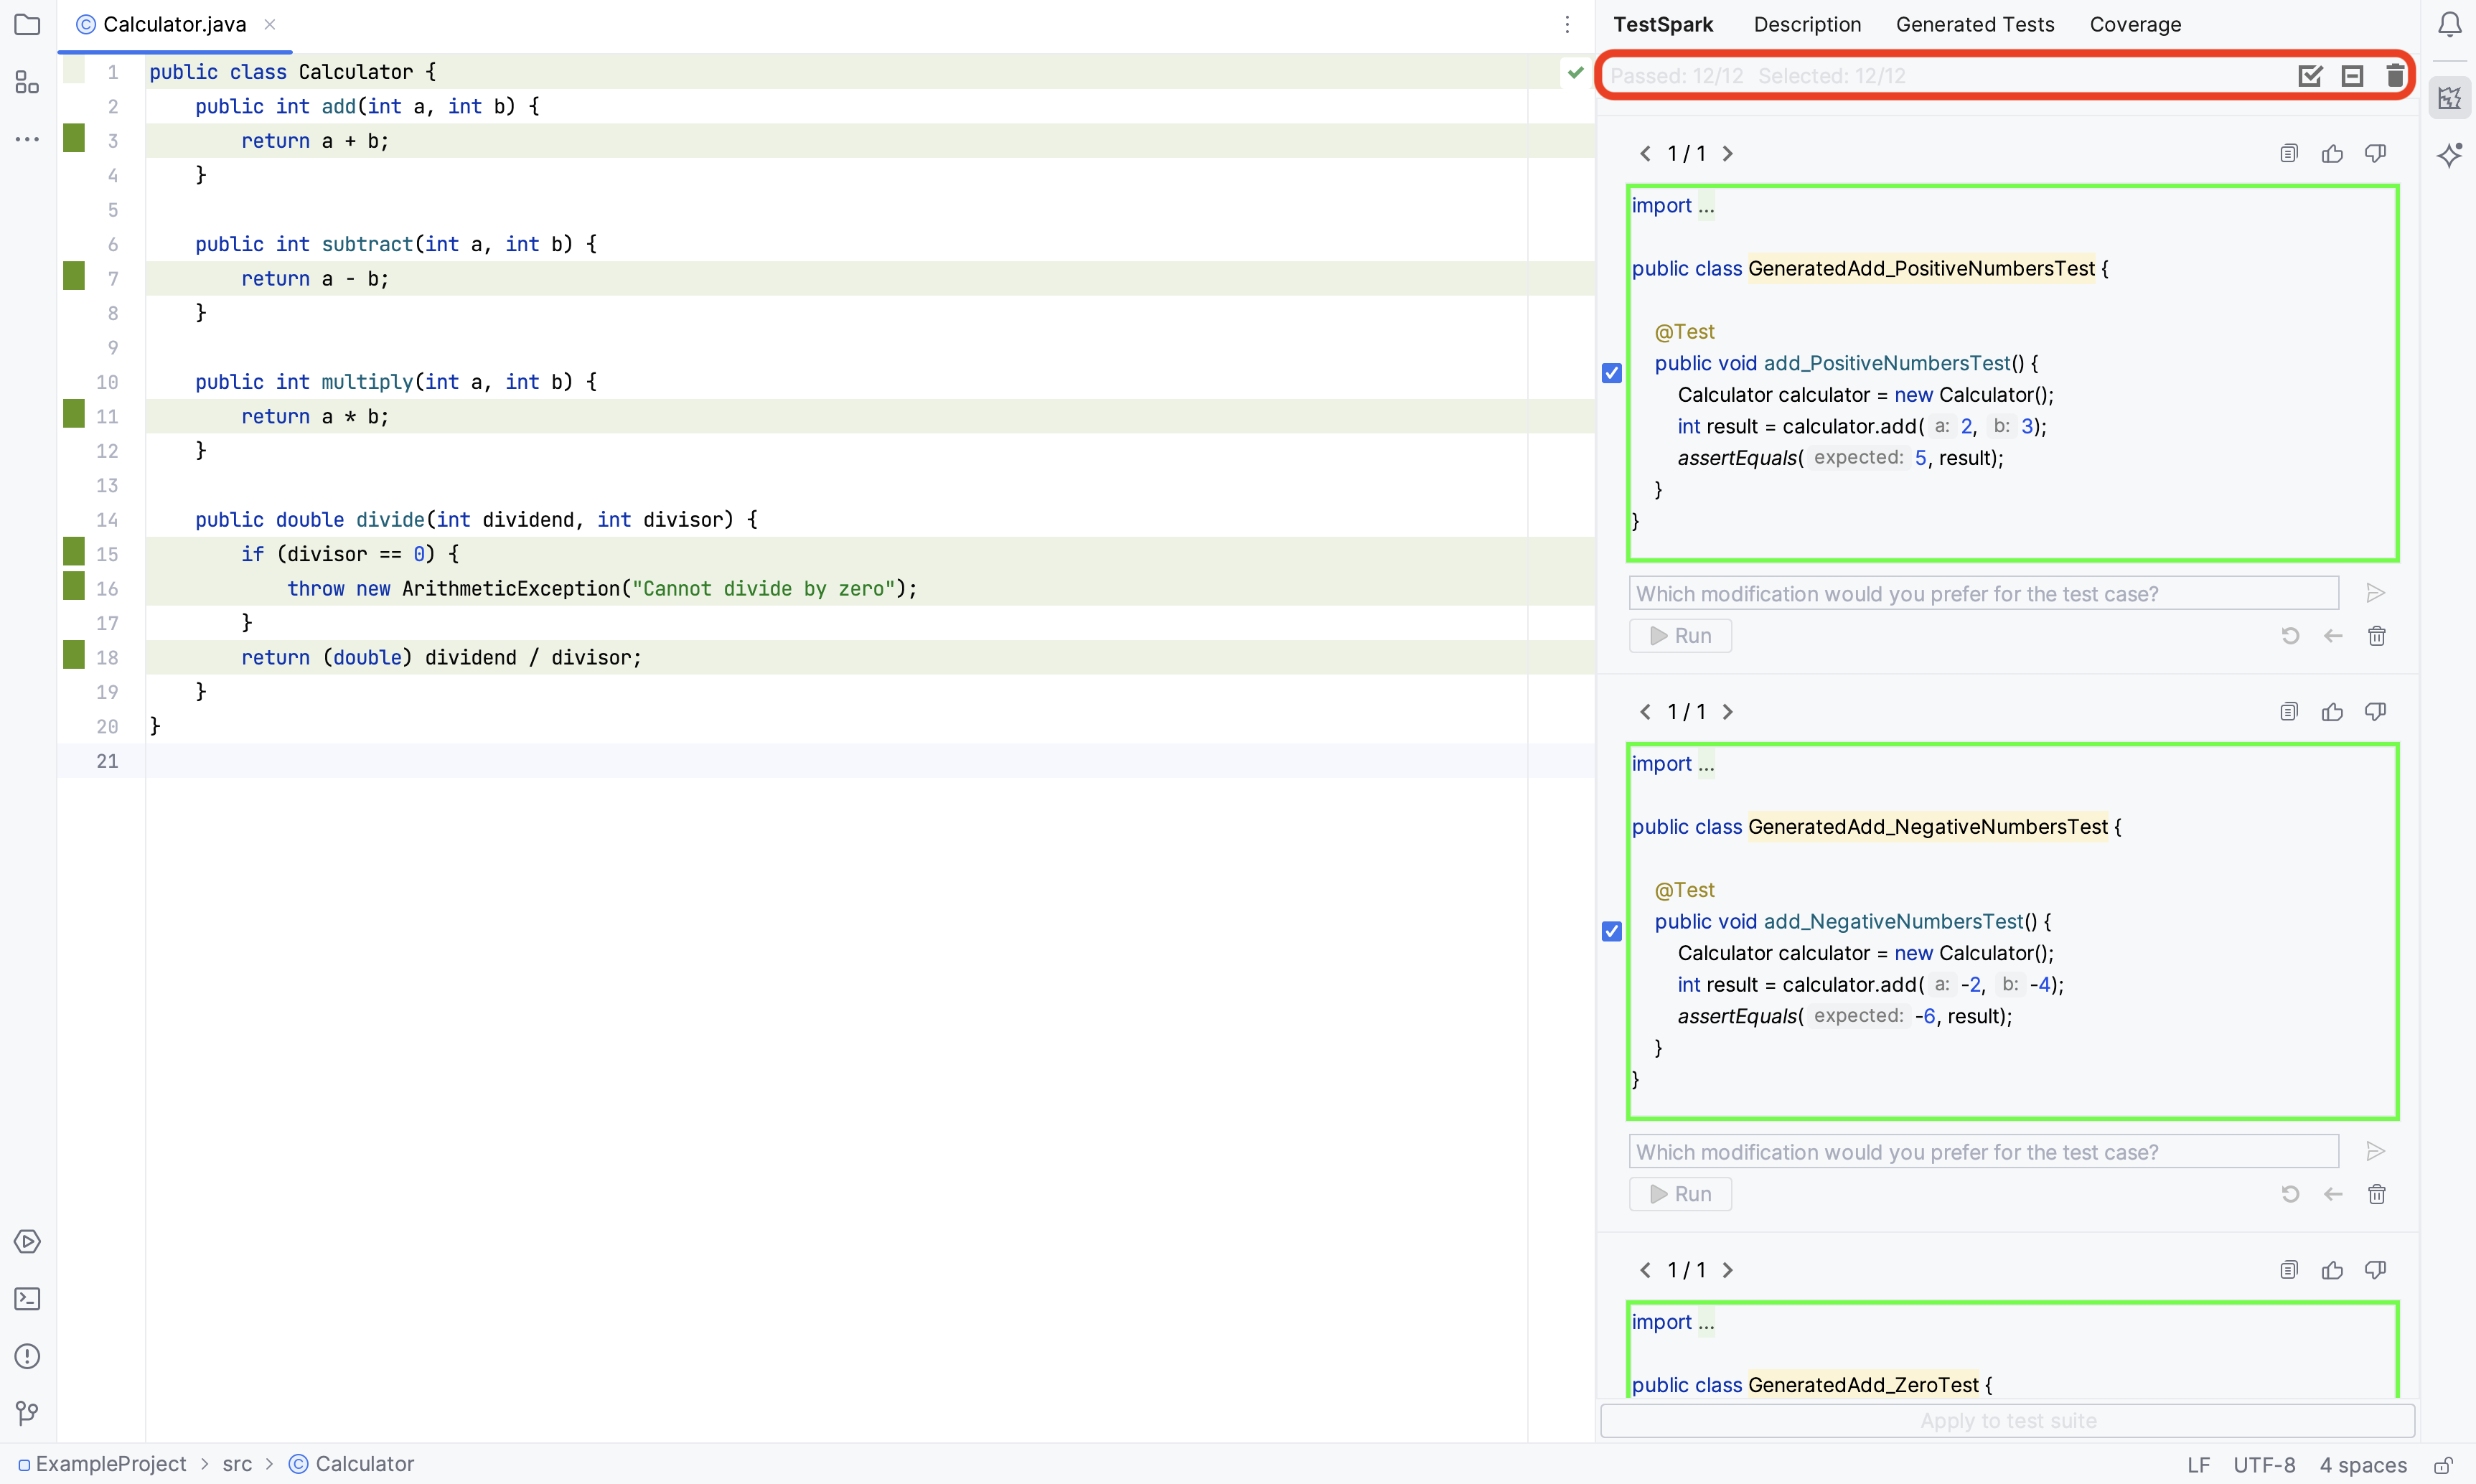 Calculator.java
TestSpark Description Generated Tests Coverage
Passed: 12/12 Selected: 12/12
1 public class Calculator {
2 public int add(int a, int b) {
3 return a + b;
4 }
5
6 public int subtract(int a, int b) {
7 return a - b;
8 }
9
10 public int multiply(int a, int b) {
11 return a * b;
12 }
13
14 public double divide(int dividend, int divisor) {
15 if (divisor == 0) {
16 throw new ArithmeticException("Cannot divide by zero");
17 }
18 return (double) dividend / divisor;
19 }
20 }
21
1 / 1
import ...
public class GeneratedAdd_PositiveNumbersTest {
@Test
public void add_PositiveNumbersTest() {
Calculator calculator = new Calculator();
int result = calculator.add( a: 2, b: 3);
assertEquals( expected: 5, result);
}
}
Which modification would you prefer for the test case?
Run
1 / 1
import ...
public class GeneratedAdd_NegativeNumbersTest {
@Test
public void add_NegativeNumbersTest() {
Calculator calculator = new Calculator();
int result = calculator.add( a: -2, b: -4);
assertEquals( expected: -6, result);
}
}
Which modification would you prefer for the test case?
Run
1 / 1
import ...
public class GeneratedAdd_ZeroTest {
Apply to test suite
ExampleProject > src > Calculator
LF UTF-8 4 spaces